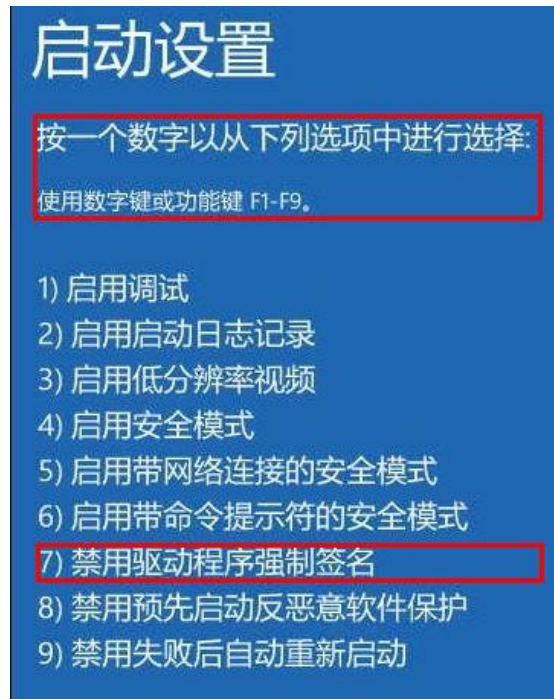 启动设置
按一个数字以从下列选项中进行选择:
使用数字键或功能键 F1-F9。
1) 启用调试
2) 启用启动日志记录
3) 启用低分辨率视频
4) 启用安全模式
5) 启用带网络连接的安全模式
6) 启用带命令提示符的安全模式
7) 禁用驱动程序强制签名
8) 禁用预先启动反恶意软件保护
9) 禁用失败后自动重新启动